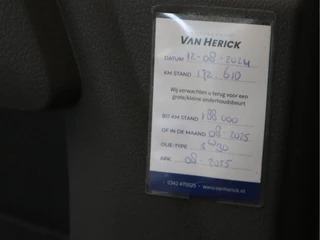 VAN HERICK
DATUM 12-08-2024
KM STAND 172.610
Wij verwachten u terug voor een
grote/kleine onderhoudsbeurt
BIJ KM STAND 188 000
OF IN DE MAAND 08-2025
OLIE-TYPE 5W30
APK 08-2025
0342 475025 • www.vanherick.nl